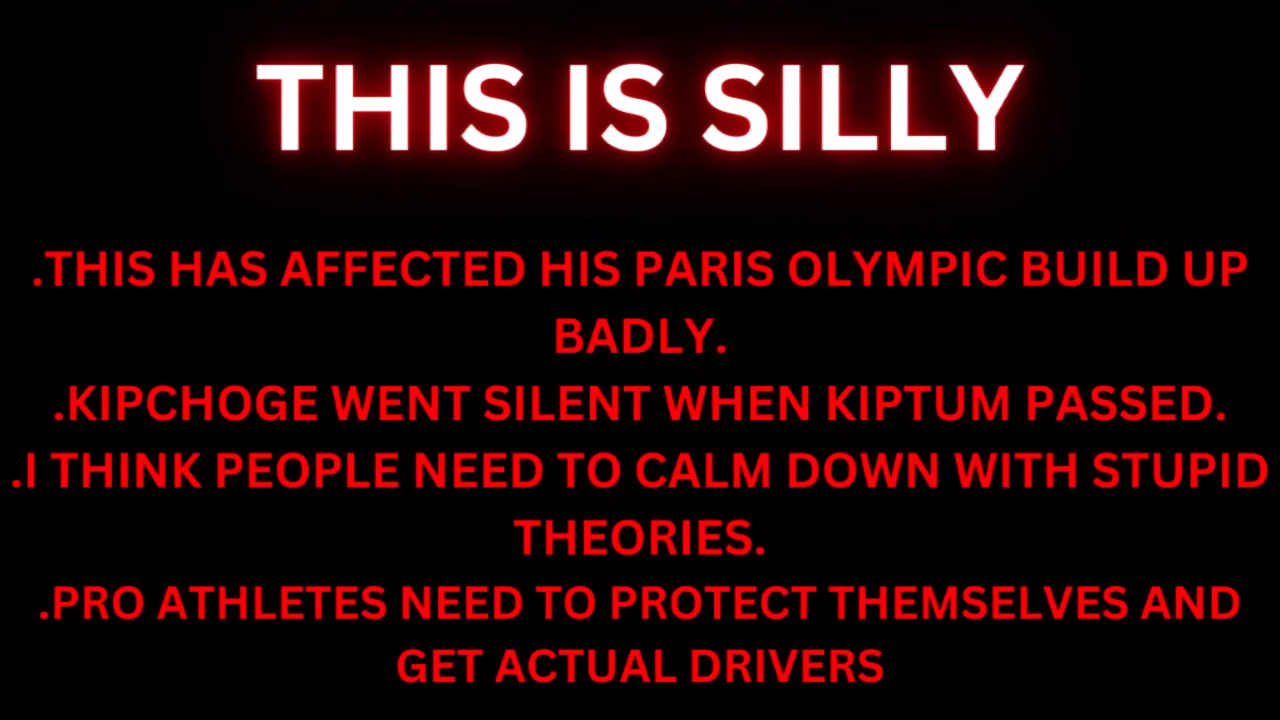 THIS IS SILLY
.THIS HAS AFFECTED HIS PARIS OLYMPIC BUILD UP
BADLY.
.KIPCHOGE WENT SILENT WHEN KIPTUM PASSED.
.I THINK PEOPLE NEED TO CALM DOWN WITH STUPID
THEORIES.
.PRO ATHLETES NEED TO PROTECT THEMSELVES AND
GET ACTUAL DRIVERS